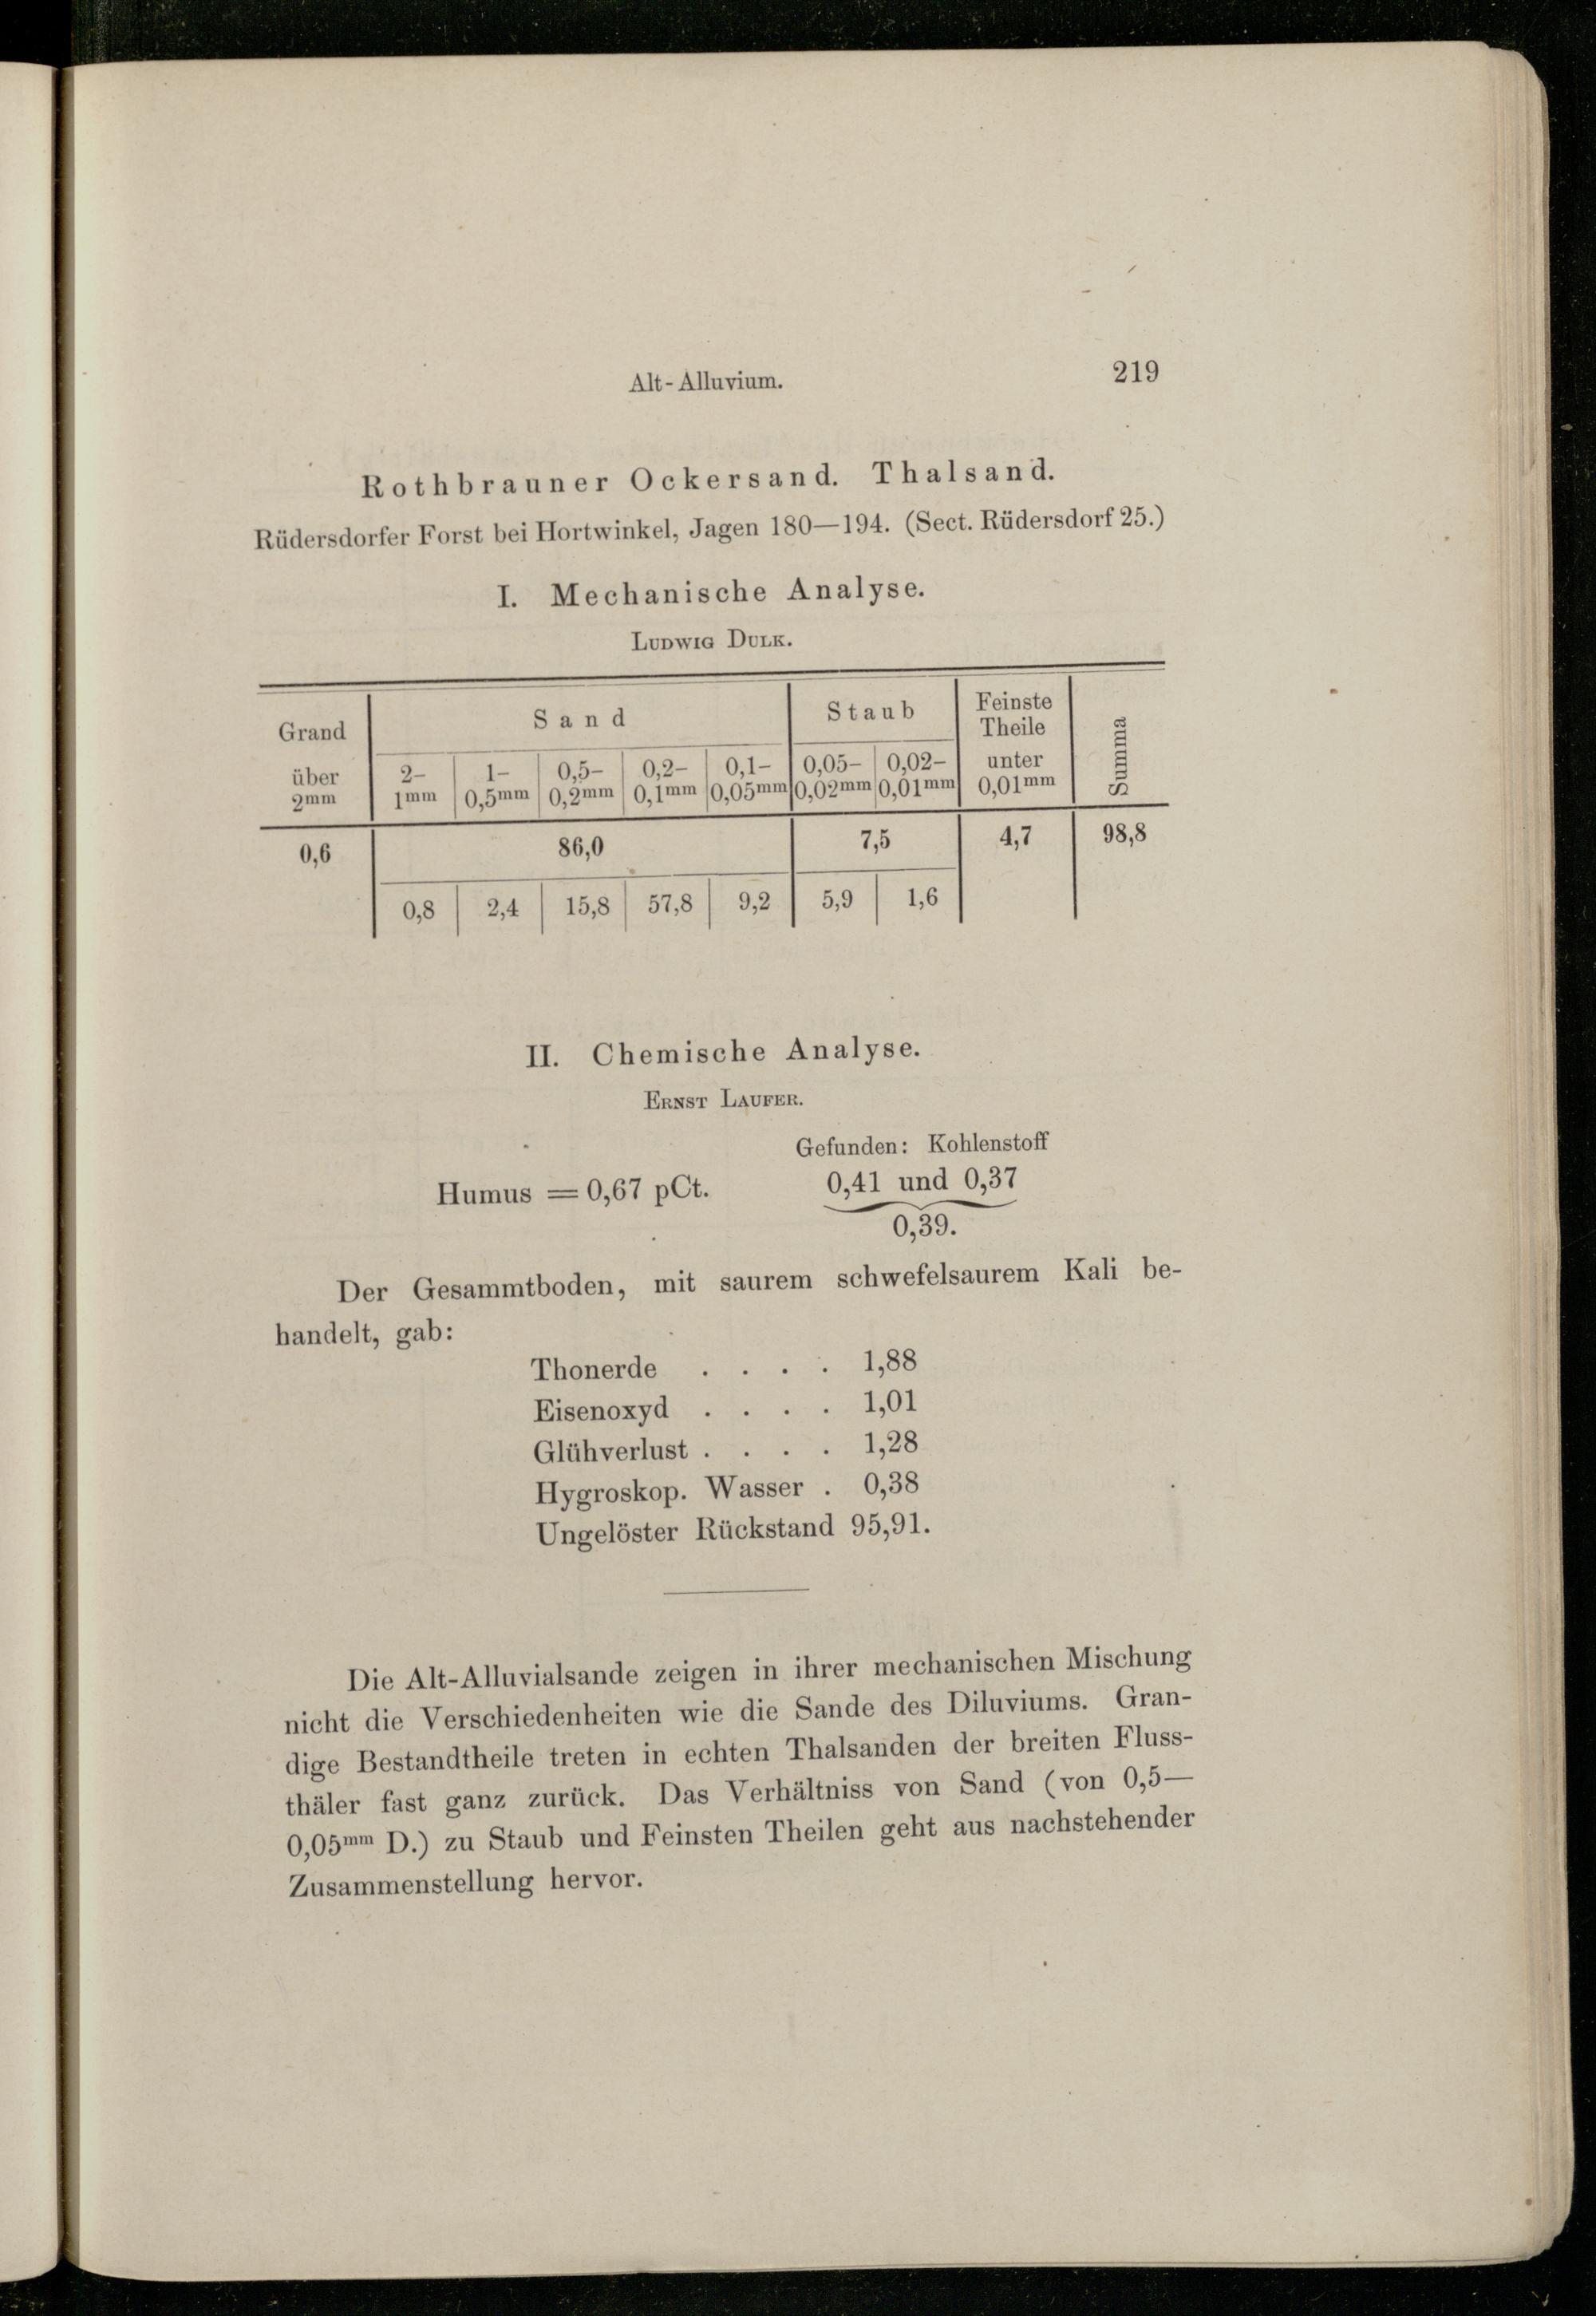 Alt-Alluvium. 219
Rothbrauner Ockersand. Thalsand.
Rüdersdorfer Forst bei Hortwinkel, Jagen 180—194. (Sect. Rüdersdorf 25.)
I. Mechanische Analyse.
Ludwig Dulk.
Grand Sand Staub Feinste Theile Summa
über 2mm 2-1mm 1-0,5mm 0,5-0,2mm 0,2-0,1mm 0,1-0,05mm 0,05-0,02mm 0,02-0,01mm unter 0,01mm
0,6 86,0 7,5 4,7 98,8
0,8 2,4 15,8 57,8 9,2 5,9 1,6
II. Chemische Analyse.
Ernst Laufer.
Gefunden: Kohlenstoff
Humus = 0,67 pCt. 0,41 und 0,37
0,39.
Der Gesammtboden, mit saurem schwefelsaurem Kali be-
handelt, gab:
Thonerde . . . . 1,88
Eisenoxyd . . . . 1,01
Glühverlust . . . . 1,28
Hygroskop. Wasser . 0,38
Ungelöster Rückstand 95,91.
Die Alt-Alluvialsande zeigen in ihrer mechanischen Mischung
nicht die Verschiedenheiten wie die Sande des Diluviums. Gran-
dige Bestandtheile treten in echten Thalsanden der breiten Fluss-
thäler fast ganz zurück. Das Verhältniss von Sand (von 0,5—
0,05mm D.) zu Staub und Feinsten Theilen geht aus nachstehender
Zusammenstellung hervor.